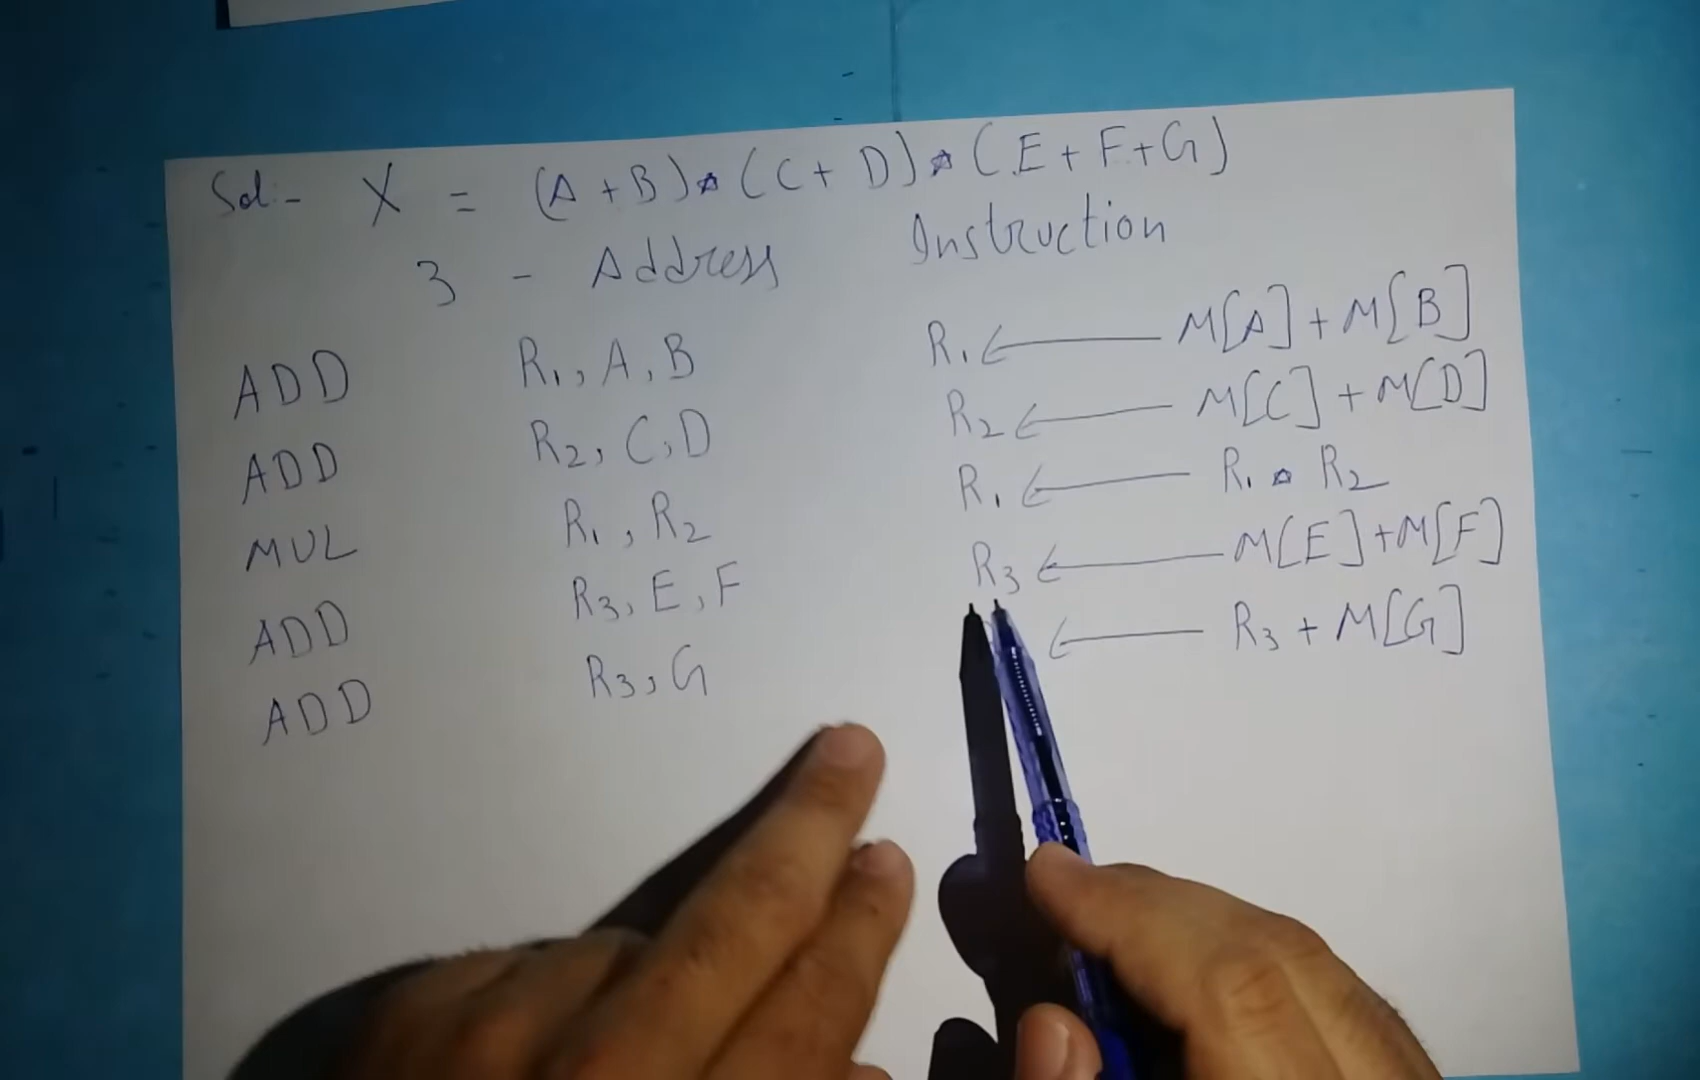 Sol:- X = (A + B) * (C + D) * (E + F + G)
3 - Address Instruction
ADD R1, A, B R1 ← M[A] + M[B]
ADD R2, C, D R2 ← M[C] + M[D]
MUL R1, R2 R1 ← R1 * R2
ADD R3, E, F R3 ← M[E] + M[F]
ADD R3, G ← R3 + M[G]